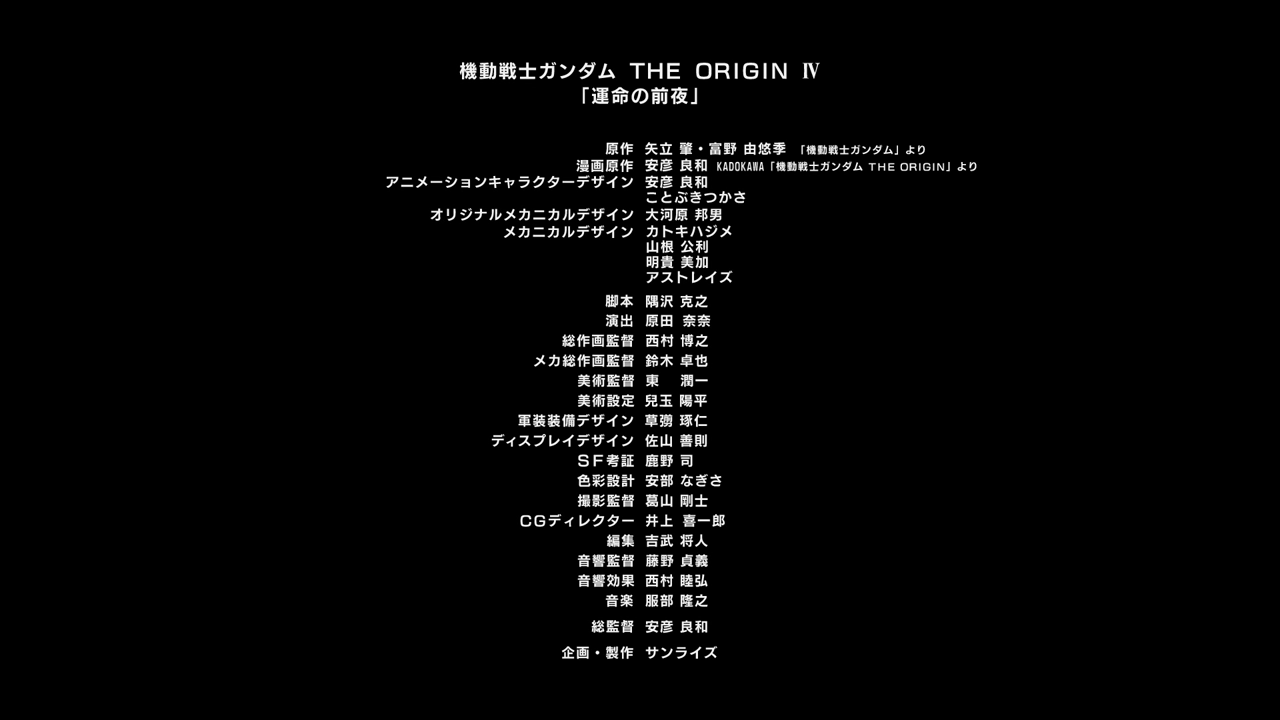 機動戦士ガンダム THE ORIGIN Ⅳ
「運命の前夜」
原作 矢立 肇・富野 由悠季 「機動戦士ガンダム」より
漫画原作 安彦 良和 KADOKAWA「機動戦士ガンダム THE ORIGIN」より
アニメーションキャラクターデザイン 安彦 良和
ことぶきつかさ
オリジナルメカニカルデザイン 大河原 邦男
メカニカルデザイン カトキハジメ
山根 公利
明貴 美加
アストレイズ
脚本 隅沢 克之
演出 原田 奈奈
総作画監督 西村 博之
メカ総作画監督 鈴木 卓也
美術監督 東 潤一
美術設定 兒玉 陽平
軍装装備デザイン 草彅 琢仁
ディスプレイデザイン 佐山 善則
SF考証 鹿野 司
色彩設計 安部 なぎさ
撮影監督 葛山 剛士
CGディレクター 井上 喜一郎
編集 吉武 将人
音響監督 藤野 貞義
音響効果 西村 睦弘
音楽 服部 隆之
総監督 安彦 良和
企画・製作 サンライズ